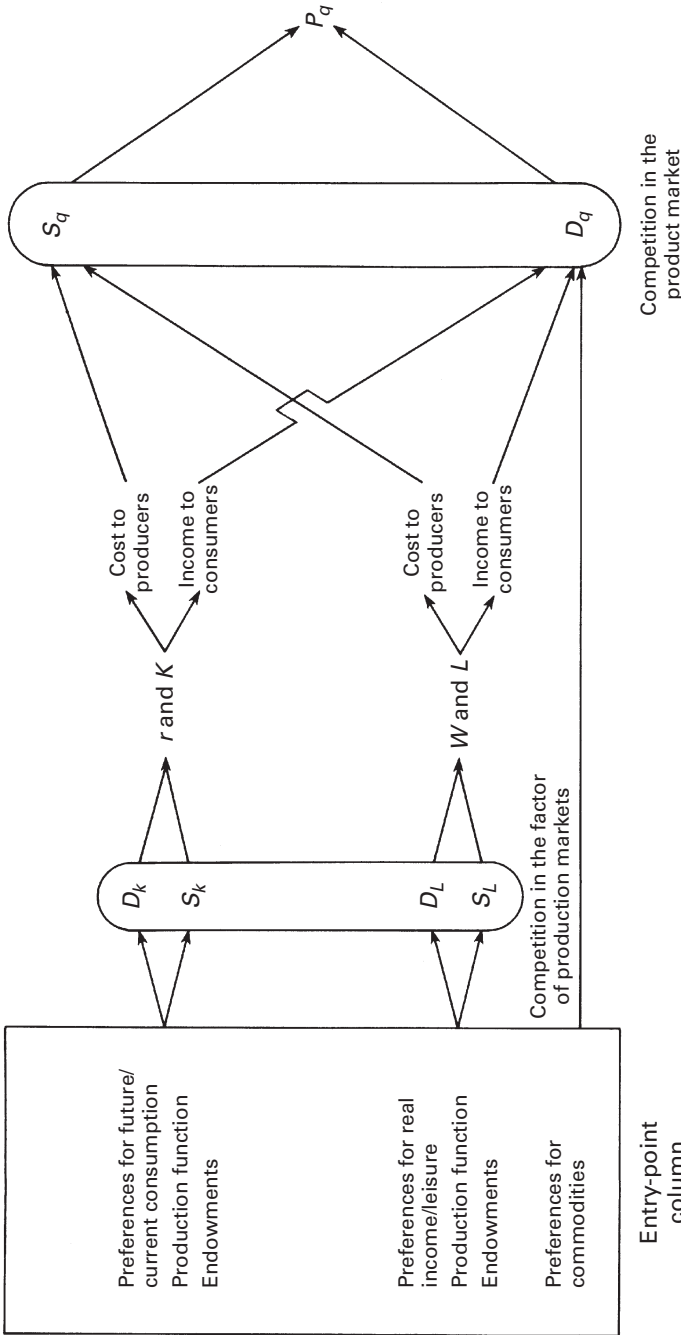 Preferences for future/
current consumption
Production function
Endowments
Preferences for real
income/leisure
Production function
Endowments
Preferences for
commodities
Entry-point
column
D_k
S_k
D_L
S_L
Competition in the factor
of production markets
r and K
W and L
Cost to
producers
Income to
consumers
Cost to
producers
Income to
consumers
S_q
D_q
Competition in the
product market
P_q